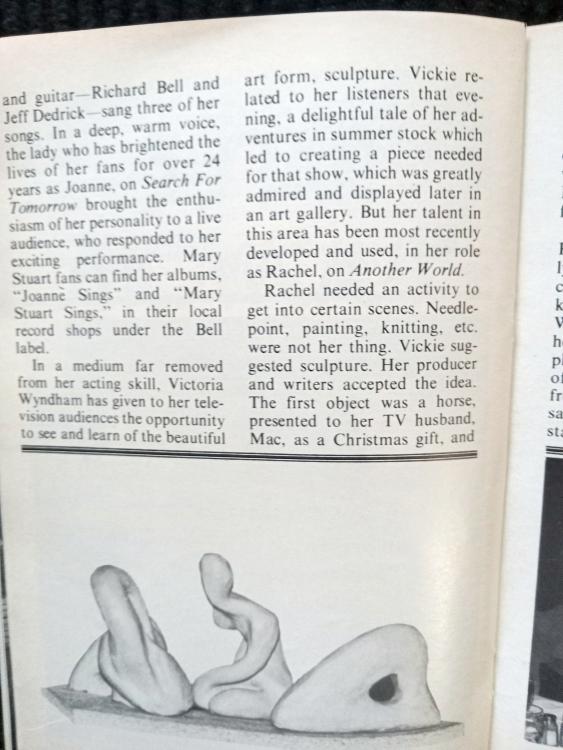 and guitar—Richard Bell and
Jeff Dedrick—sang three of her
songs. In a deep, warm voice,
the lady who has brightened the
lives of her fans for over 24
years as Joanne, on Search For
Tomorrow brought the enthu-
siasm of her personality to a live
audience, who responded to her
exciting performance. Mary
Stuart fans can find her albums,
"Joanne Sings" and "Mary
Stuart Sings," in their local
record shops under the Bell
label.
In a medium far removed
from her acting skill, Victoria
Wyndham has given to her tele-
vision audiences the opportunity
to see and learn of the beautiful
art form, sculpture. Vickie re-
lated to her listeners that eve-
ning, a delightful tale of her ad-
ventures in summer stock which
led to creating a piece needed
for that show, which was greatly
admired and displayed later in
an art gallery. But her talent in
this area has been most recently
developed and used, in her role
as Rachel, on Another World.
Rachel needed an activity to
get into certain scenes. Needle-
point, painting, knitting, etc.
were not her thing. Vickie sug-
gested sculpture. Her producer
and writers accepted the idea.
The first object was a horse,
presented to her TV husband,
Mac, as a Christmas gift, and